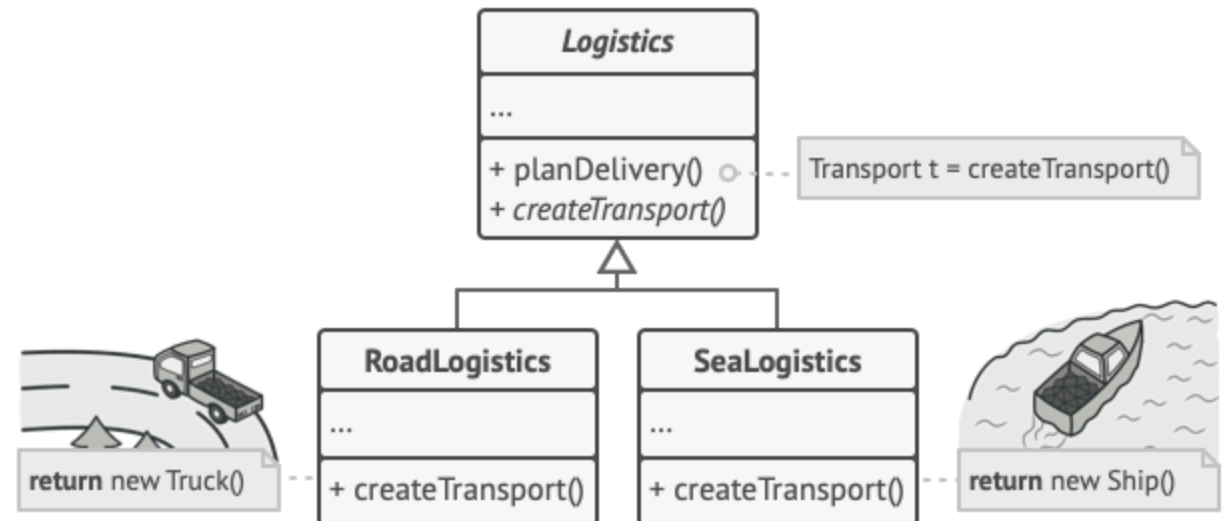 Logistics
...
+ planDelivery()
Transport t = createTransport()
+ createTransport()
RoadLogistics
SeaLogistics
...
...
return new Truck()
+ createTransport()
+ createTransport()
return new Ship()